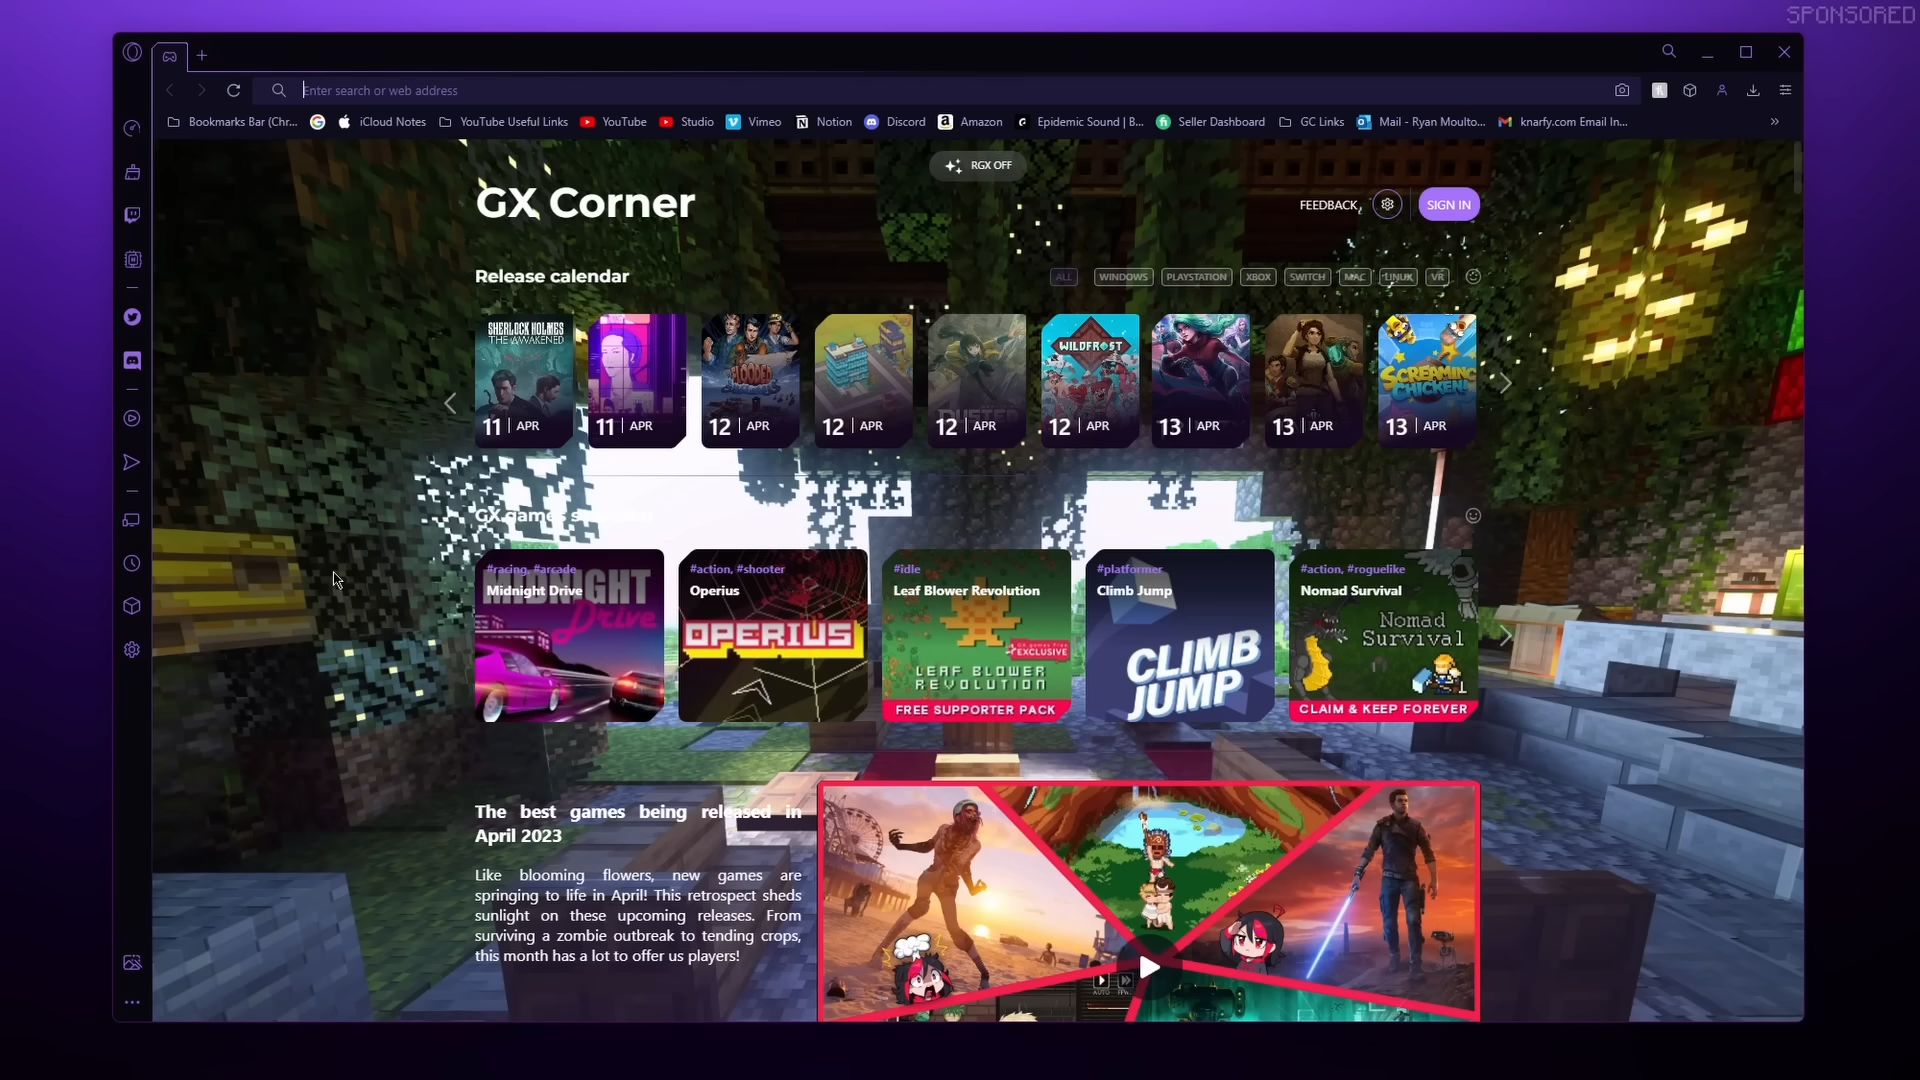 SPONSORED
Enter search or web address
Bookmarks Bar (Chr...
iCloud Notes
YouTube Useful Links
YouTube
Studio
Vimeo
Notion
Discord
Amazon
Epidemic Sound | B...
Seller Dashboard
GC Links
Mail - Ryan Moulto...
knarfy.com Email In...
RGX OFF
GX Corner
FEEDBACK
SIGN IN
Release calendar
ALL
WINDOWS
PLAYSTATION
XBOX
SWITCH
MAC
LINUX
VR
SHERLOCK HOLMES
THE AWAKENED
11 | APR
11 | APR
FLOODED
12 | APR
12 | APR
DUSTED
12 | APR
WILDFROST
12 | APR
13 | APR
13 | APR
SCREAMING
CHICKEN!
13 | APR
GX games
#racing, #arcade
Midnight Drive
MIDNIGHT
Drive
#action, #shooter
Operius
OPERIUS
#idle
Leaf Blower Revolution
EXCLUSIVE
LEAF BLOWER
REVOLUTION
FREE SUPPORTER PACK
#platformer
Climb Jump
CLIMB
JUMP
#action, #roguelike
Nomad Survival
Nomad
Survival
CLAIM & KEEP FOREVER
The best games being released in
April 2023
Like blooming flowers, new games are
springing to life in April! This retrospect sheds
sunlight on these upcoming releases. From
surviving a zombie outbreak to tending crops,
this month has a lot to offer us players!
AUTO